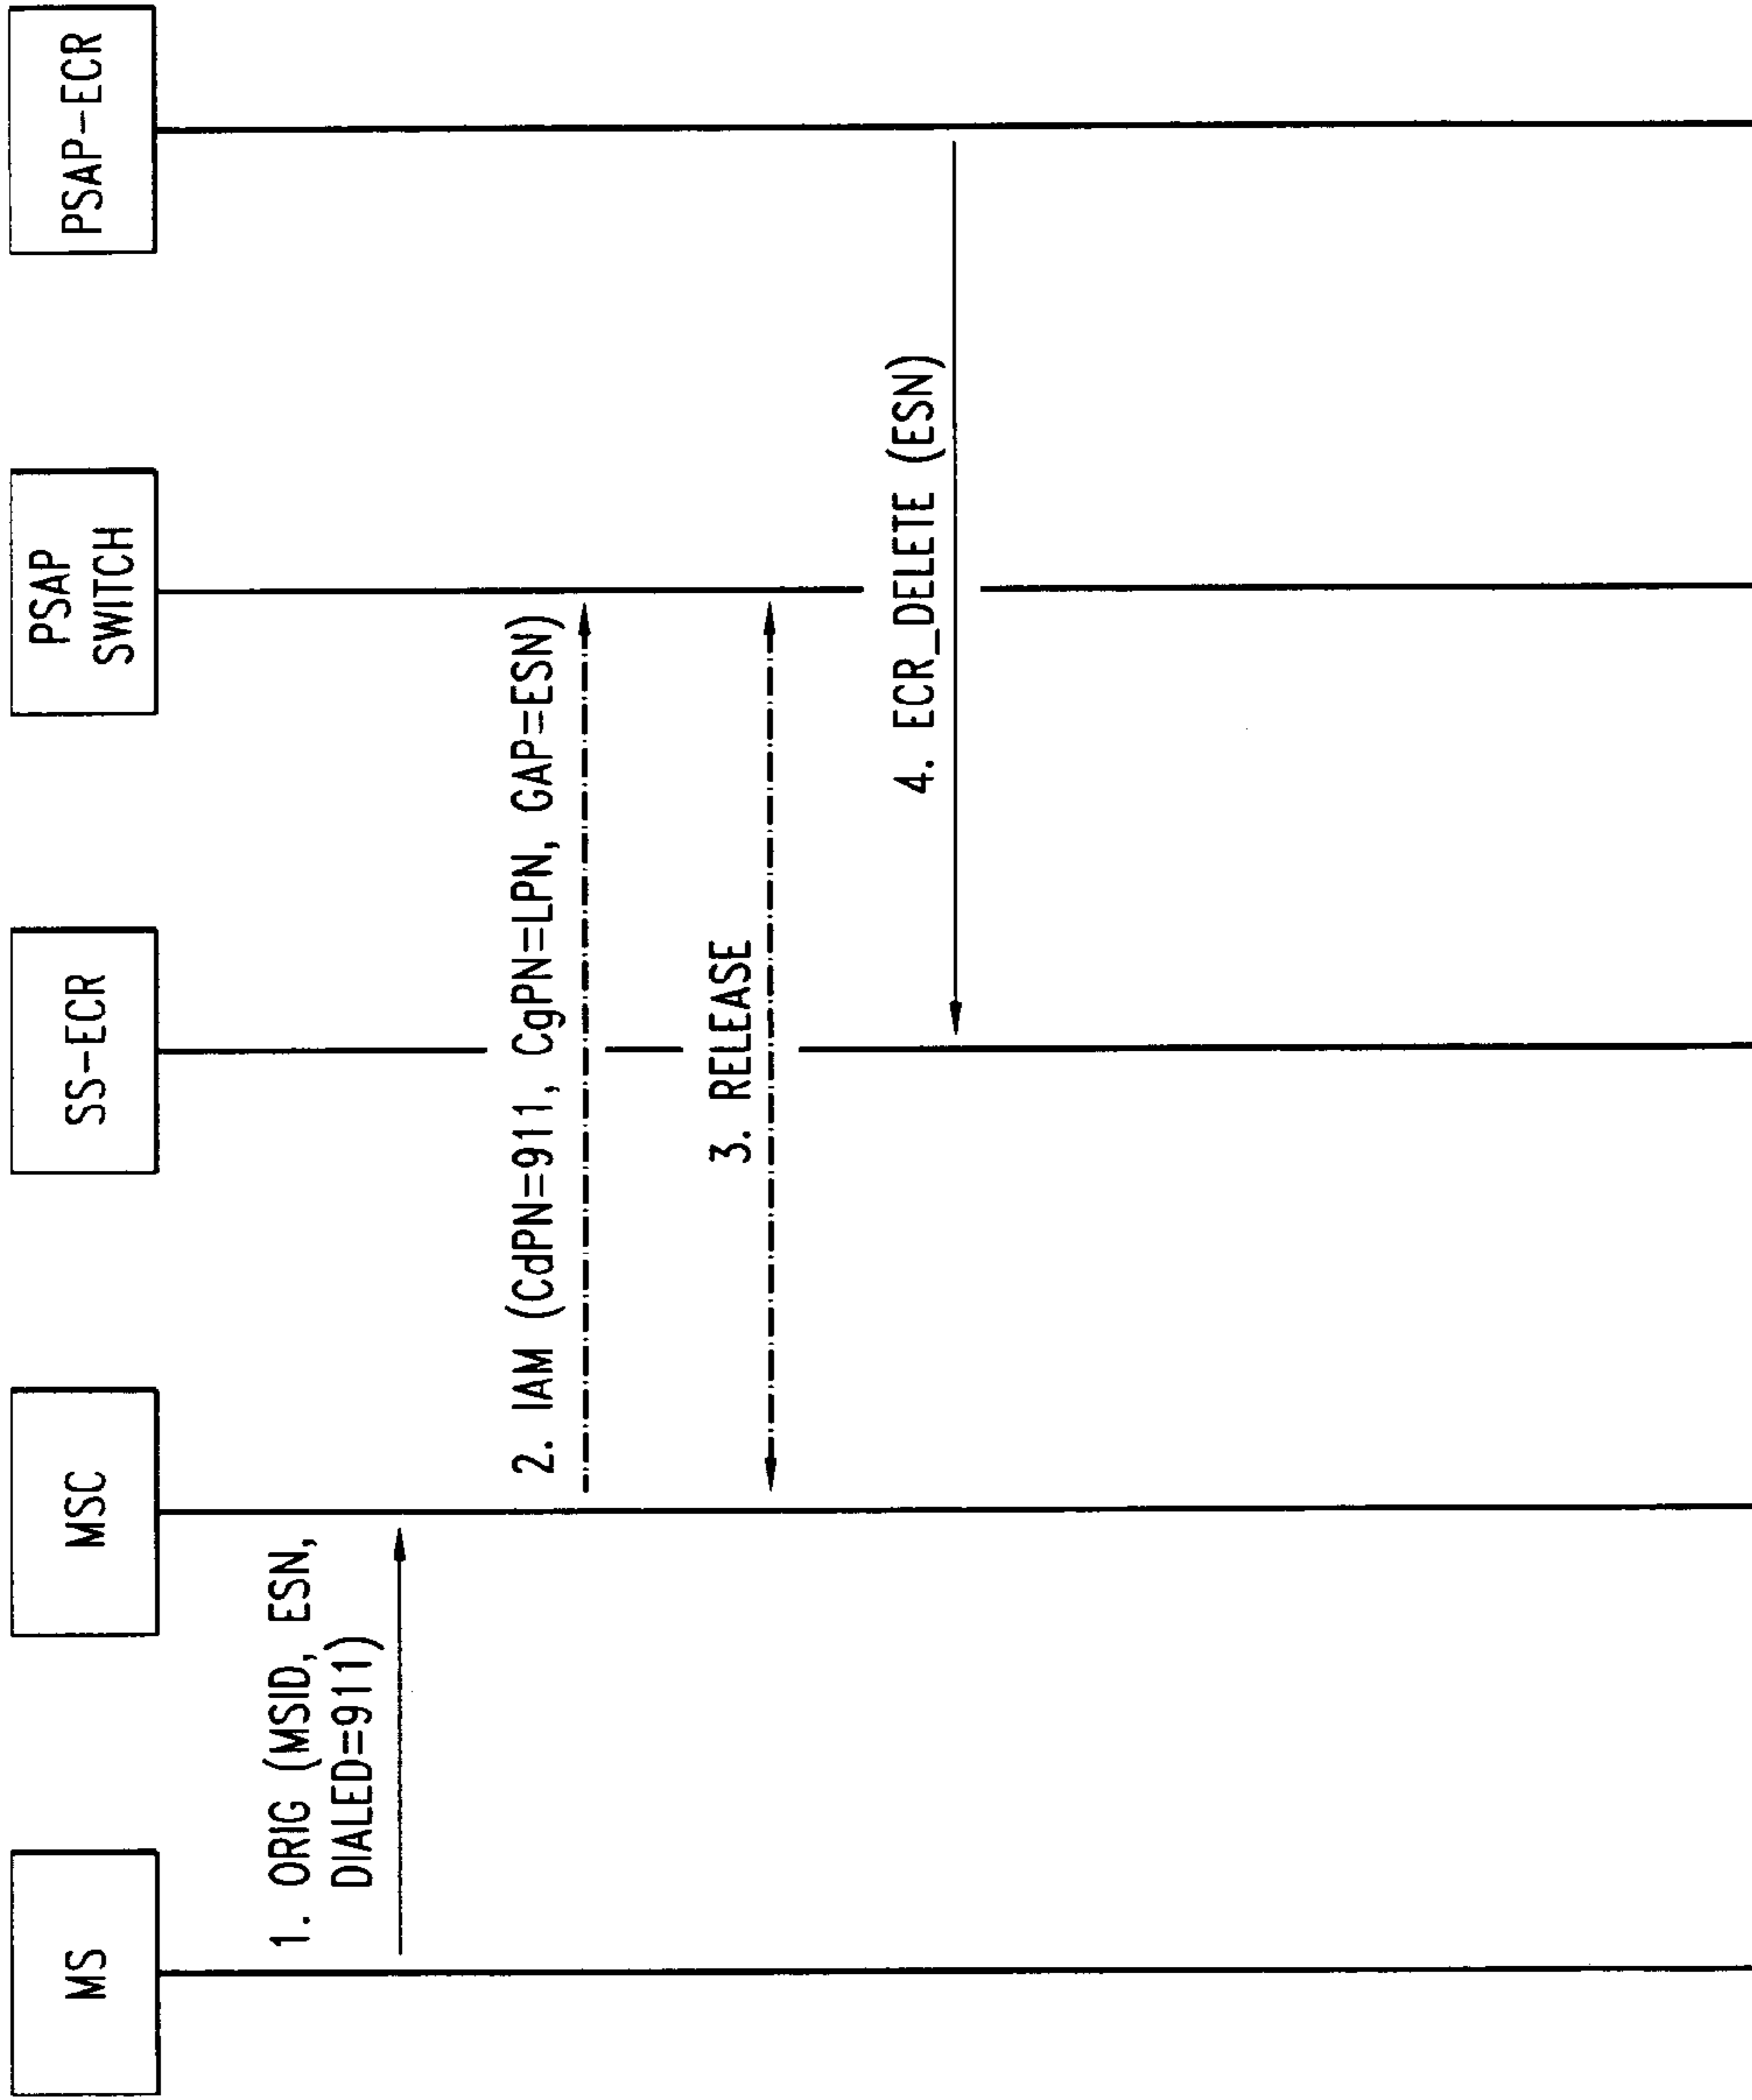 MS
MSC
SS-ECR
PSAP
SWITCH
PSAP-ECR
1. ORIG (MSID, ESN,
DIALED=911)
2. IAM (CdPN=911, CgPN=LPN, GAP=ESN)
3. RELEASE
4. ECR_DELETE (ESN)